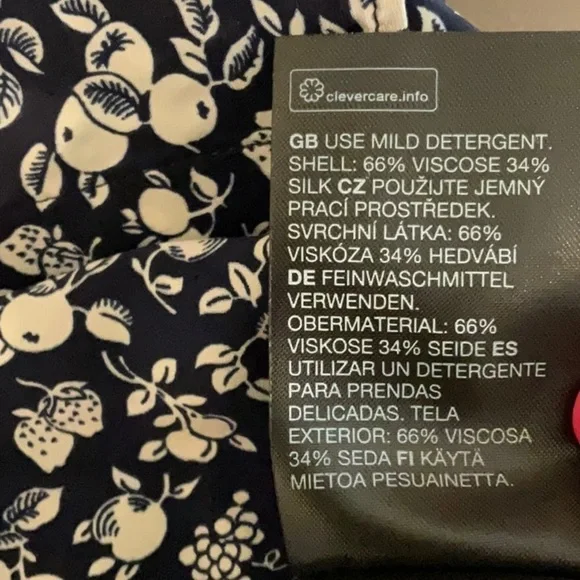 clevercare.info
GB USE MILD DETERGENT.
SHELL: 66% VISCOSE 34%
SILK CZ POUŽIJTE JEMNÝ
PRACÍ PROSTŘEDEK.
SVRCHNÍ LÁTKA: 66%
VISKÓZA 34% HEDVÁBÍ
DE FEINWASCHMITTEL
VERWENDEN.
OBERMATERIAL: 66%
VISKOSE 34% SEIDE ES
UTILIZAR UN DETERGENTE
PARA PRENDAS
DELICADAS. TELA
EXTERIOR: 66% VISCOSA
34% SEDA FI KÄYTÄ
MIETOA PESUAINETTA.